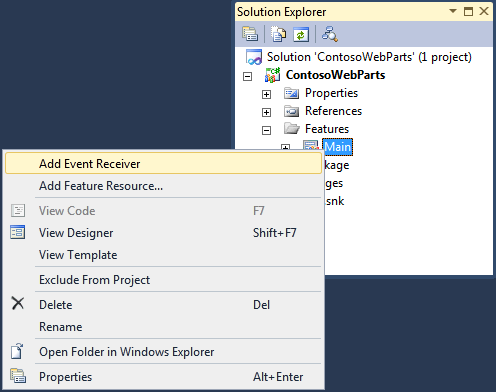 Solution Explorer
Solution 'ContosoWebParts' (1 project)
ContosoWebParts
Properties
References
Features
Main
kage
ges
snk
Add Event Receiver
Add Feature Resource...
View Code F7
View Designer Shift+F7
View Template
Exclude From Project
Delete Del
Rename
Open Folder in Windows Explorer
Properties Alt+Enter